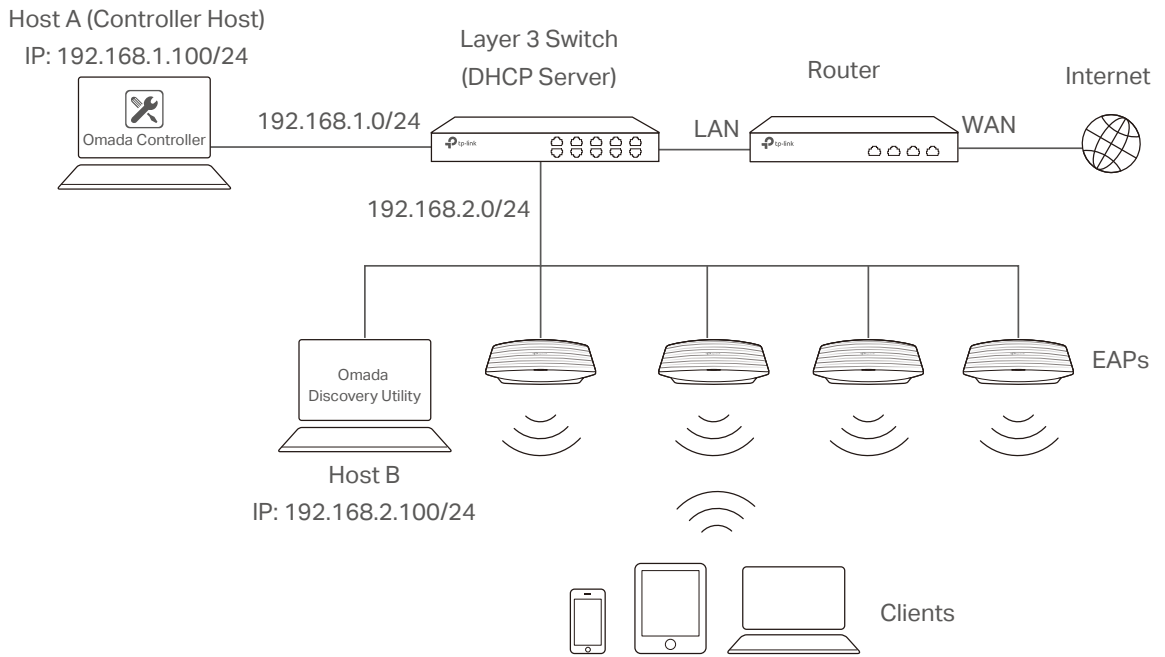 Host A (Controller Host)
IP: 192.168.1.100/24
Omada Controller
192.168.1.0/24
Layer 3 Switch
(DHCP Server)
tp-link
LAN
Router
tp-link
WAN
Internet
192.168.2.0/24
Omada
Discovery Utility
Host B
IP: 192.168.2.100/24
EAPs
Clients